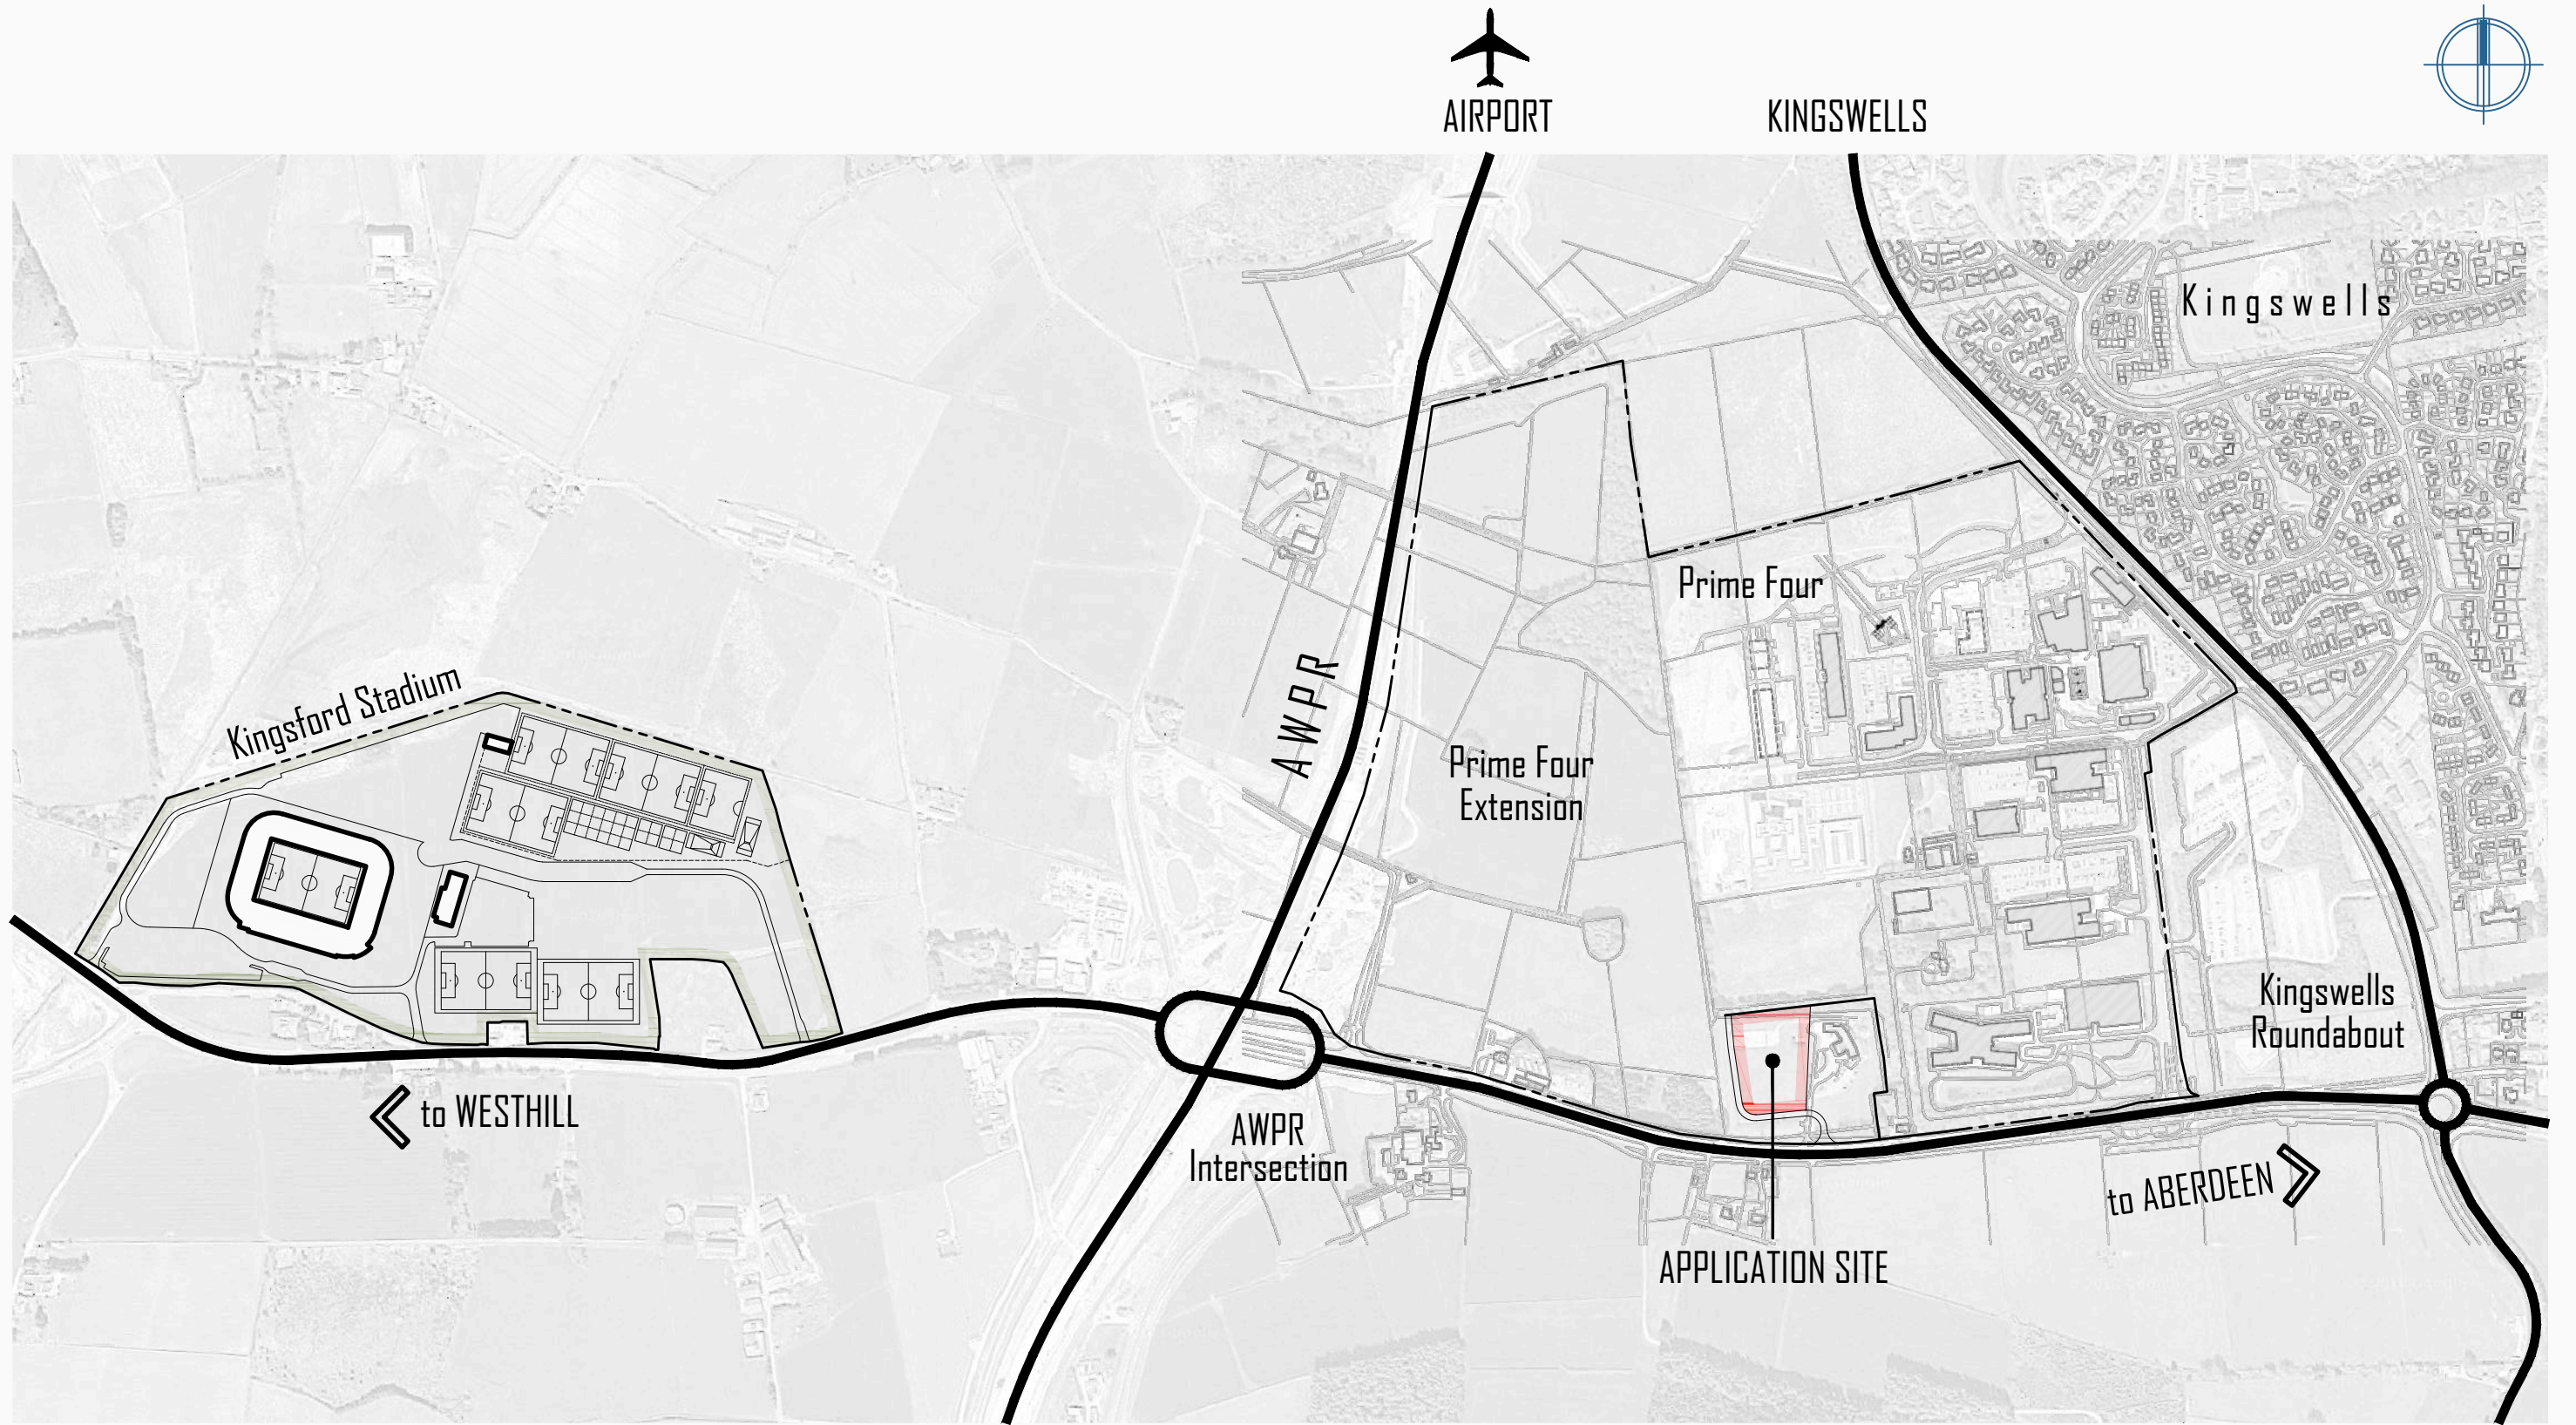 AIRPORT
KINGSWELLS
Kingswells
Prime Four
Kingsford Stadium
AWPR
Prime Four
Extension
Kingswells
Roundabout
to WESTHILL
AWPR
Intersection
to ABERDEEN
APPLICATION SITE